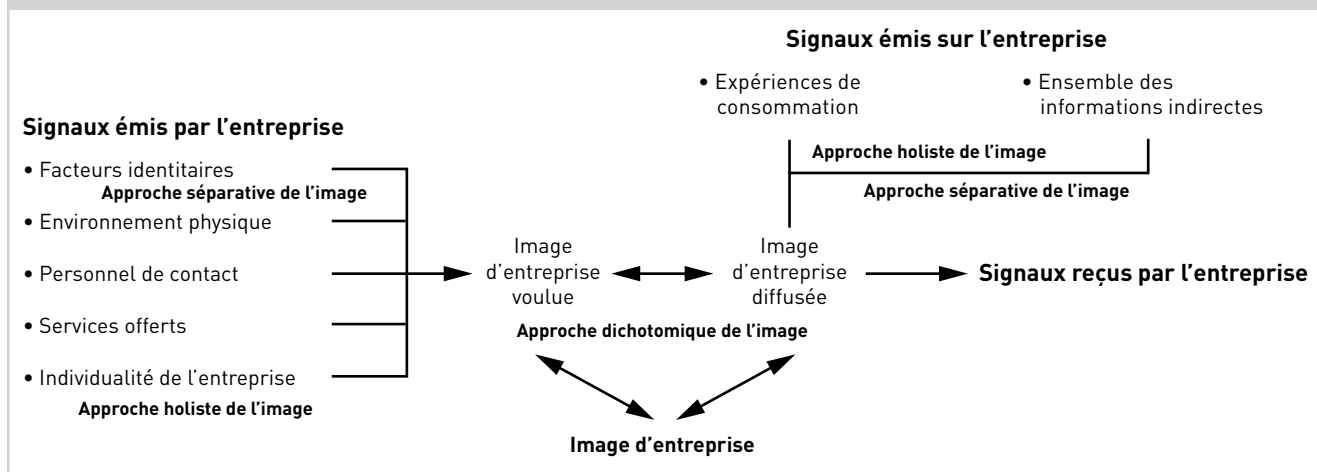 Signaux émis sur l’entreprise
• Expériences de
consommation
• Ensemble des
informations indirectes
Approche holiste de l’image
Approche séparative de l’image
Signaux émis par l’entreprise
• Facteurs identitaires
Approche séparative de l’image
• Environnement physique
• Personnel de contact
• Services offerts
• Individualité de l’entreprise
Approche holiste de l’image
Image
d’entreprise
voulue
Image
d’entreprise
diffusée
Signaux reçus par l’entreprise
Approche dichotomique de l’image
Image d’entreprise